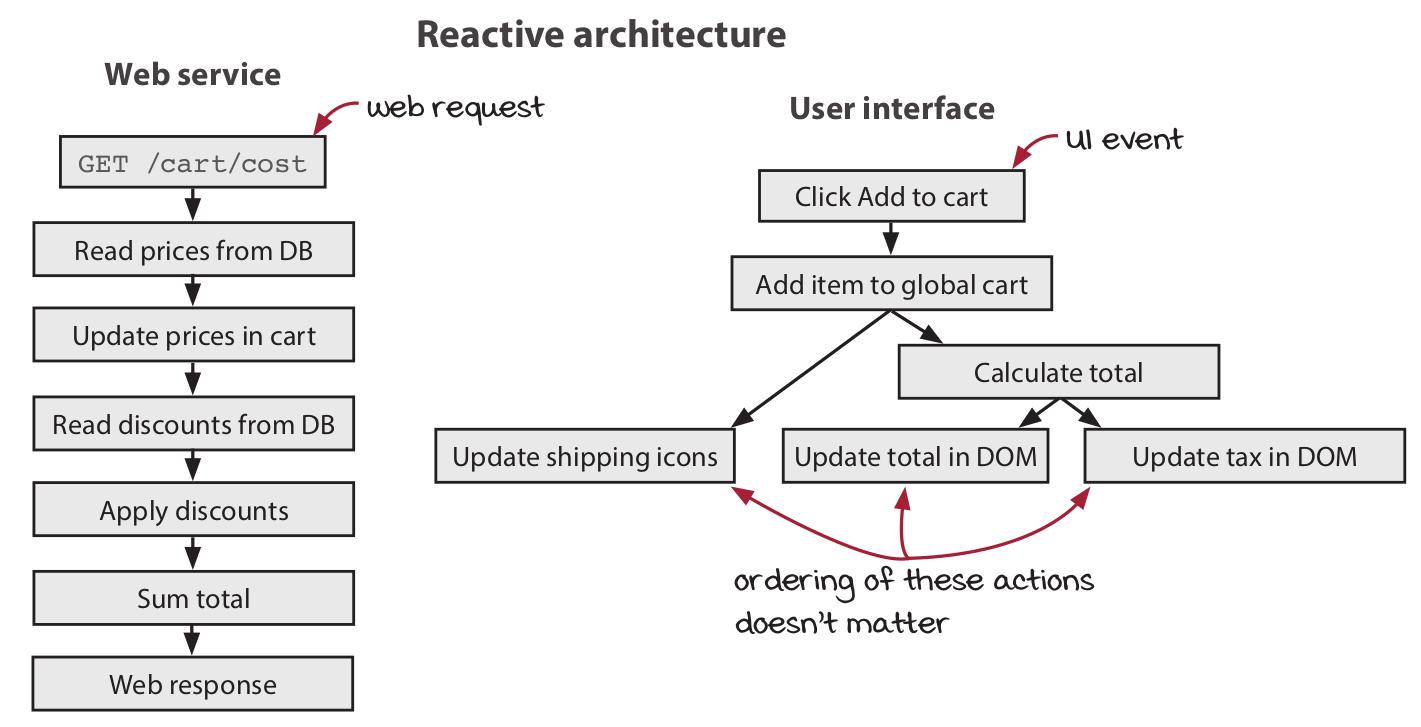 Reactive architecture
Web service
web request
GET /cart/cost
Read prices from DB
Update prices in cart
Read discounts from DB
Apply discounts
Sum total
Web response
User interface
UI event
Click Add to cart
Add item to global cart
Calculate total
Update shipping icons
Update total in DOM
Update tax in DOM
ordering of these actions
doesn't matter